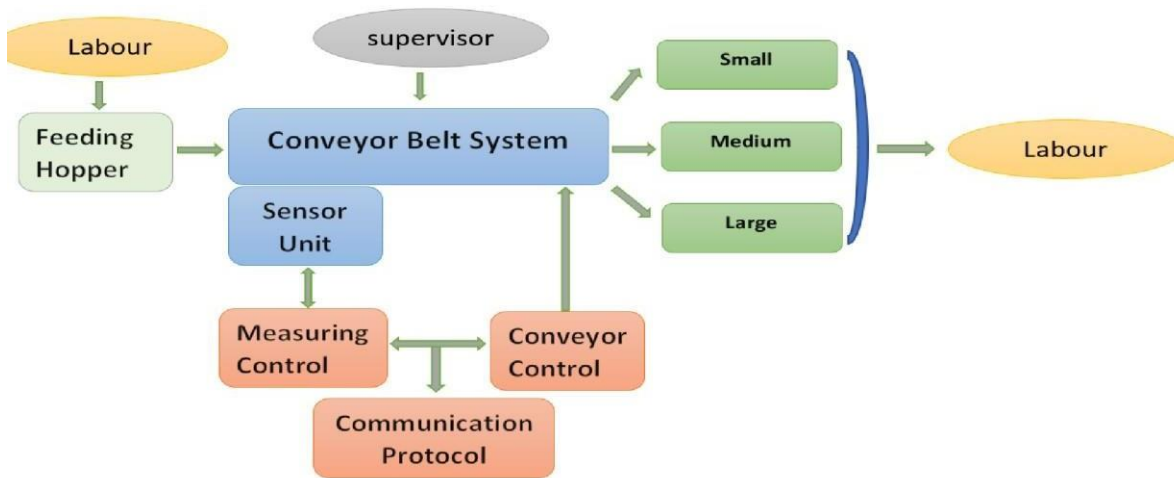 Labour
supervisor
Small
Feeding
Hopper
Conveyor Belt System
Medium
Labour
Sensor
Unit
Large
Measuring
Control
Conveyor
Control
Communication
Protocol